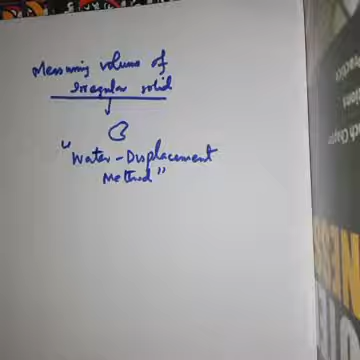 Measuring volume of
Irregular solid
"Water-Displacement
Method"